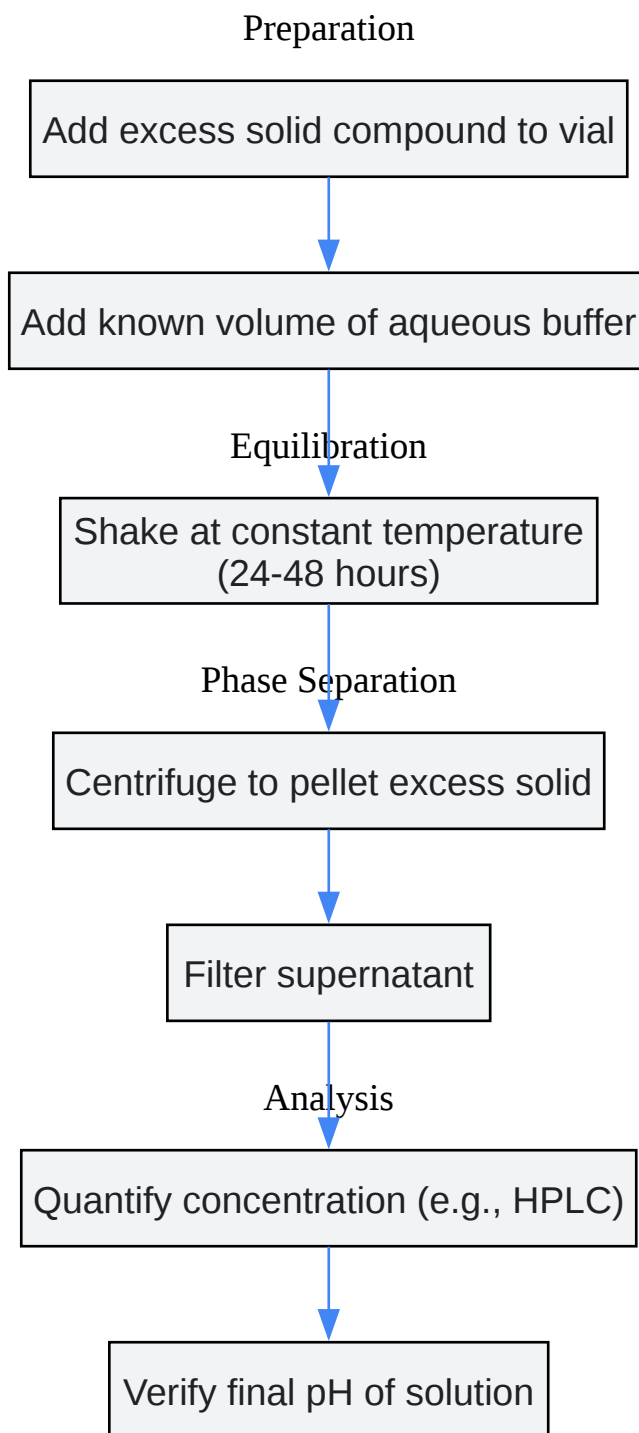 Preparation
Add excess solid compound to vial
Add known volume of aqueous buffer
Equilibration
Shake at constant temperature
(24-48 hours)
Phase Separation
Centrifuge to pellet excess solid
Filter supernatant
Analysis
Quantify concentration (e.g., HPLC)
Verify final pH of solution